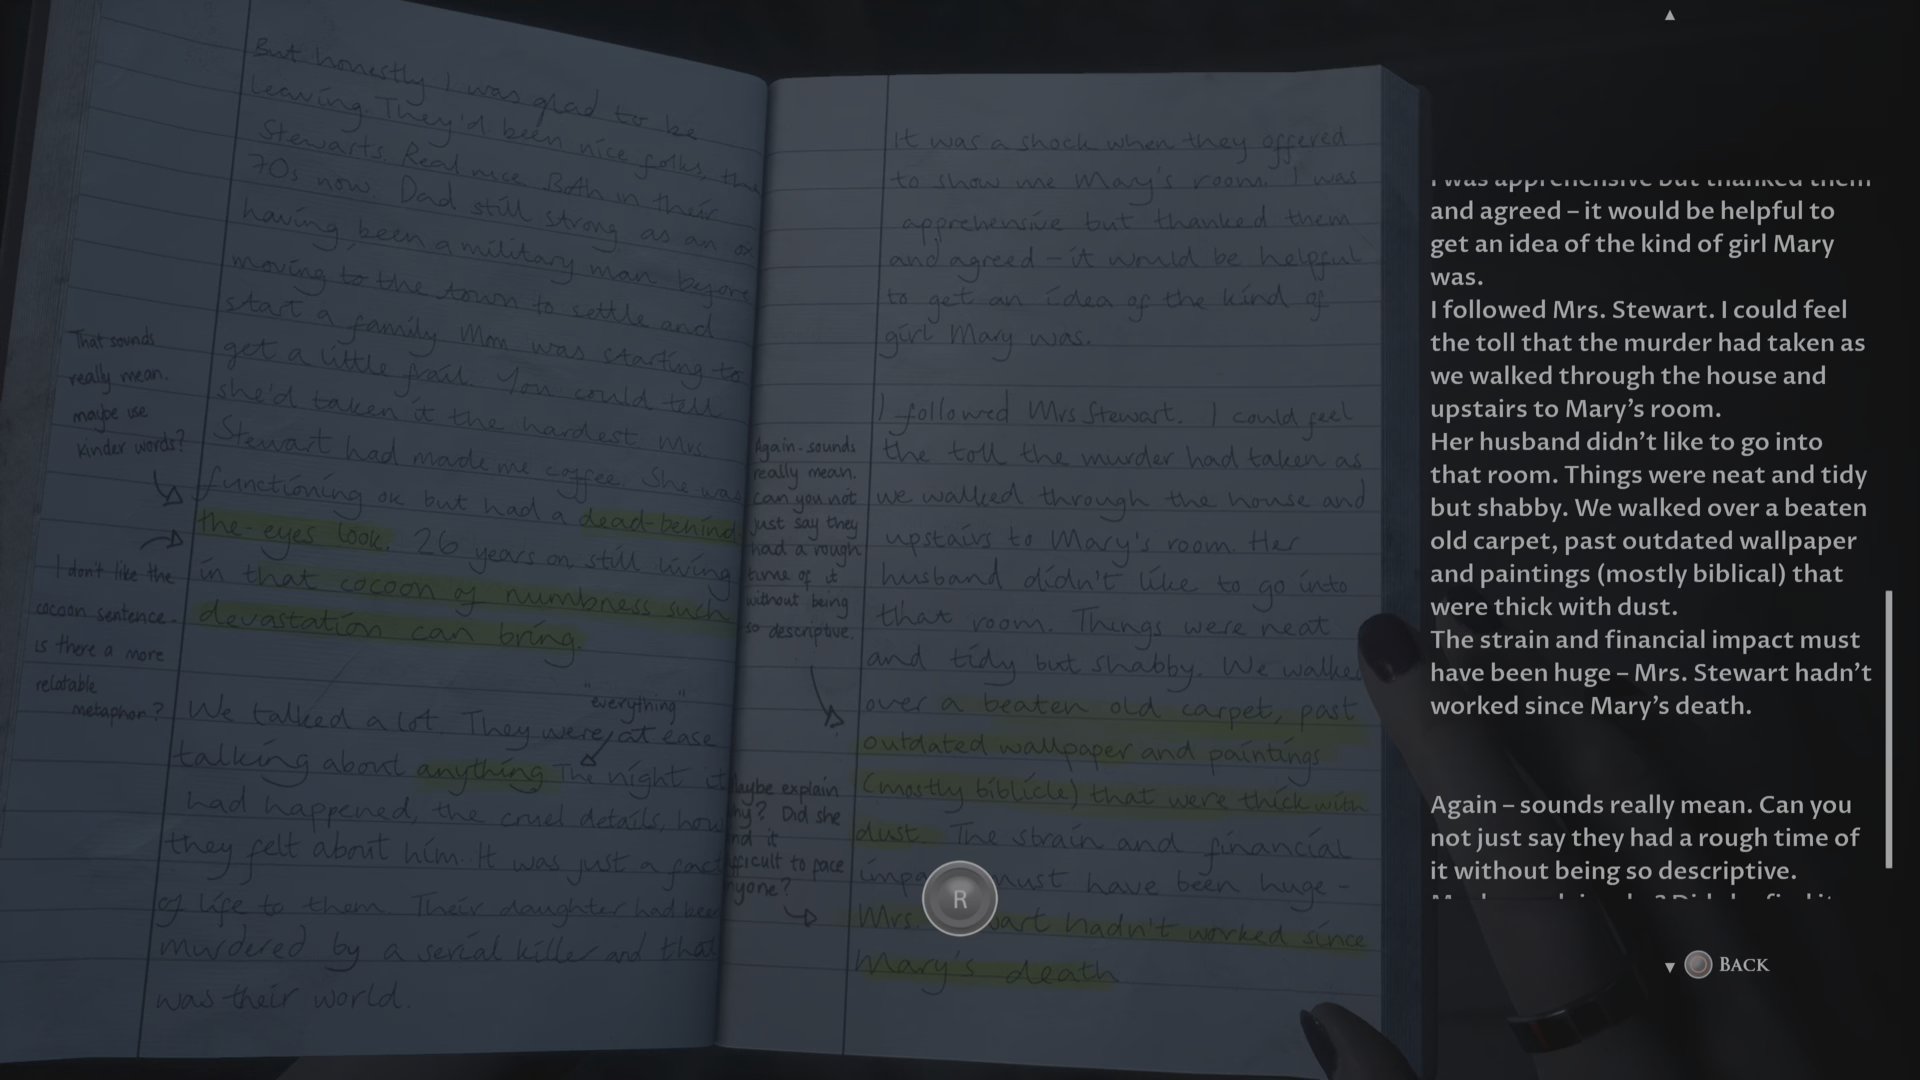 But honestly I was glad to be
leaving. They'd been nice folks, the
Stewarts. Real nice. Both in their
70s now. Dad still strong as an ox
having been a military man before
moving to the town to settle and
start a family. Mom was starting to
get a little frail. You could tell
she'd taken it the hardest. Mrs.
Stewart had made me coffee. She was
functioning ok but had a dead-behind
the-eyes look. 26 years on still living
in that cocoon of numbness such
devastation can bring.
We talked a lot. They were at ease
talking about anything The night it
had happened, the cruel details, how
they felt about him. It was just a fact
of life to them. Their daughter had been
murdered by a serial killer and that
was their world.
That sounds
really mean.
maybe use
kinder words?
I don't like the
cocoon sentence-
is there a more
relatable
metaphor?
"everything"
It was a shock when they offered
to show me Mary's room. I was
apprehensive but thanked them
and agreed – it would be helpful
to get an idea of the kind of
girl Mary was.
I followed Mrs Stewart. I could feel
the toll the murder had taken as
we walked through the house and
upstairs to Mary's room. Her
husband didn't like to go into
that room. Things were neat
and tidy but shabby. We walked
over a beaten old carpet, past
outdated wallpaper and paintings
(mostly biblicle) that were thick with
dust. The strain and financial
must have been huge –
Mrs. hadn't worked since
Mary's death
Again - sounds
really mean.
can you not
just say they
had a rough
time of it
without being
so descriptive.
explain
Did she
it
to face
R
I was apprehensive but thanked them
and agreed – it would be helpful to
get an idea of the kind of girl Mary
was.
I followed Mrs. Stewart. I could feel
the toll that the murder had taken as
we walked through the house and
upstairs to Mary's room.
Her husband didn't like to go into
that room. Things were neat and tidy
but shabby. We walked over a beaten
old carpet, past outdated wallpaper
and paintings (mostly biblical) that
were thick with dust.
The strain and financial impact must
have been huge – Mrs. Stewart hadn't
worked since Mary's death.
Again – sounds really mean. Can you
not just say they had a rough time of
it without being so descriptive.
BACK